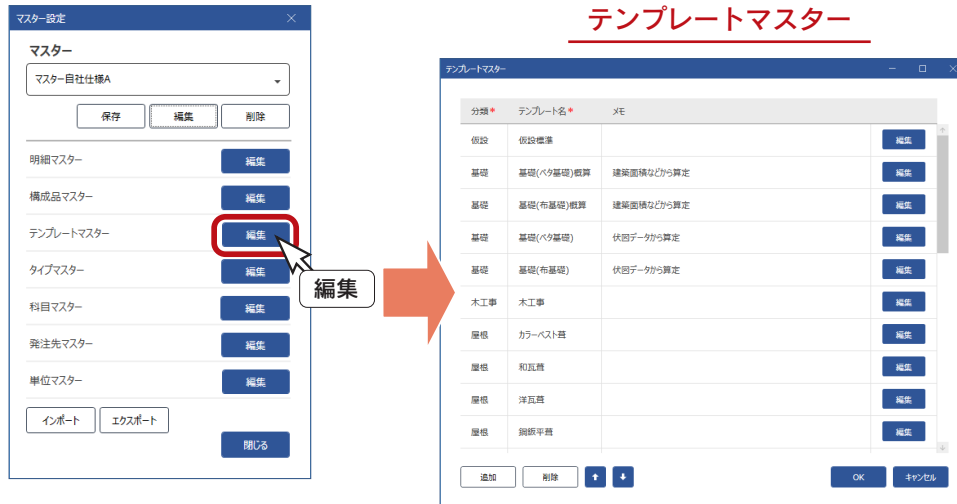 マスター設定
マスター
マスター自社仕様A
保存 編集 削除
明細マスター 編集
構成品マスター 編集
テンプレートマスター 編集
タイプマスター 編集
科目マスター 編集
発注先マスター 編集
単位マスター 編集
インポート エクスポート
閉じる
編集
テンプレートマスター
テンプレートマスター
分類* テンプレート名* メモ
仮設 仮設標準 編集
基礎 基礎(ベタ基礎)概算 建築面積などから算定 編集
基礎 基礎(布基礎)概算 建築面積などから算定 編集
基礎 基礎(ベタ基礎) 伏図データから算定 編集
基礎 基礎(布基礎) 伏図データから算定 編集
木工事 木工事 編集
屋根 カラーベスト葺 編集
屋根 和瓦葺 編集
屋根 洋瓦葺 編集
屋根 鋼鈑平葺 編集
追加 削除 OK キャンセル